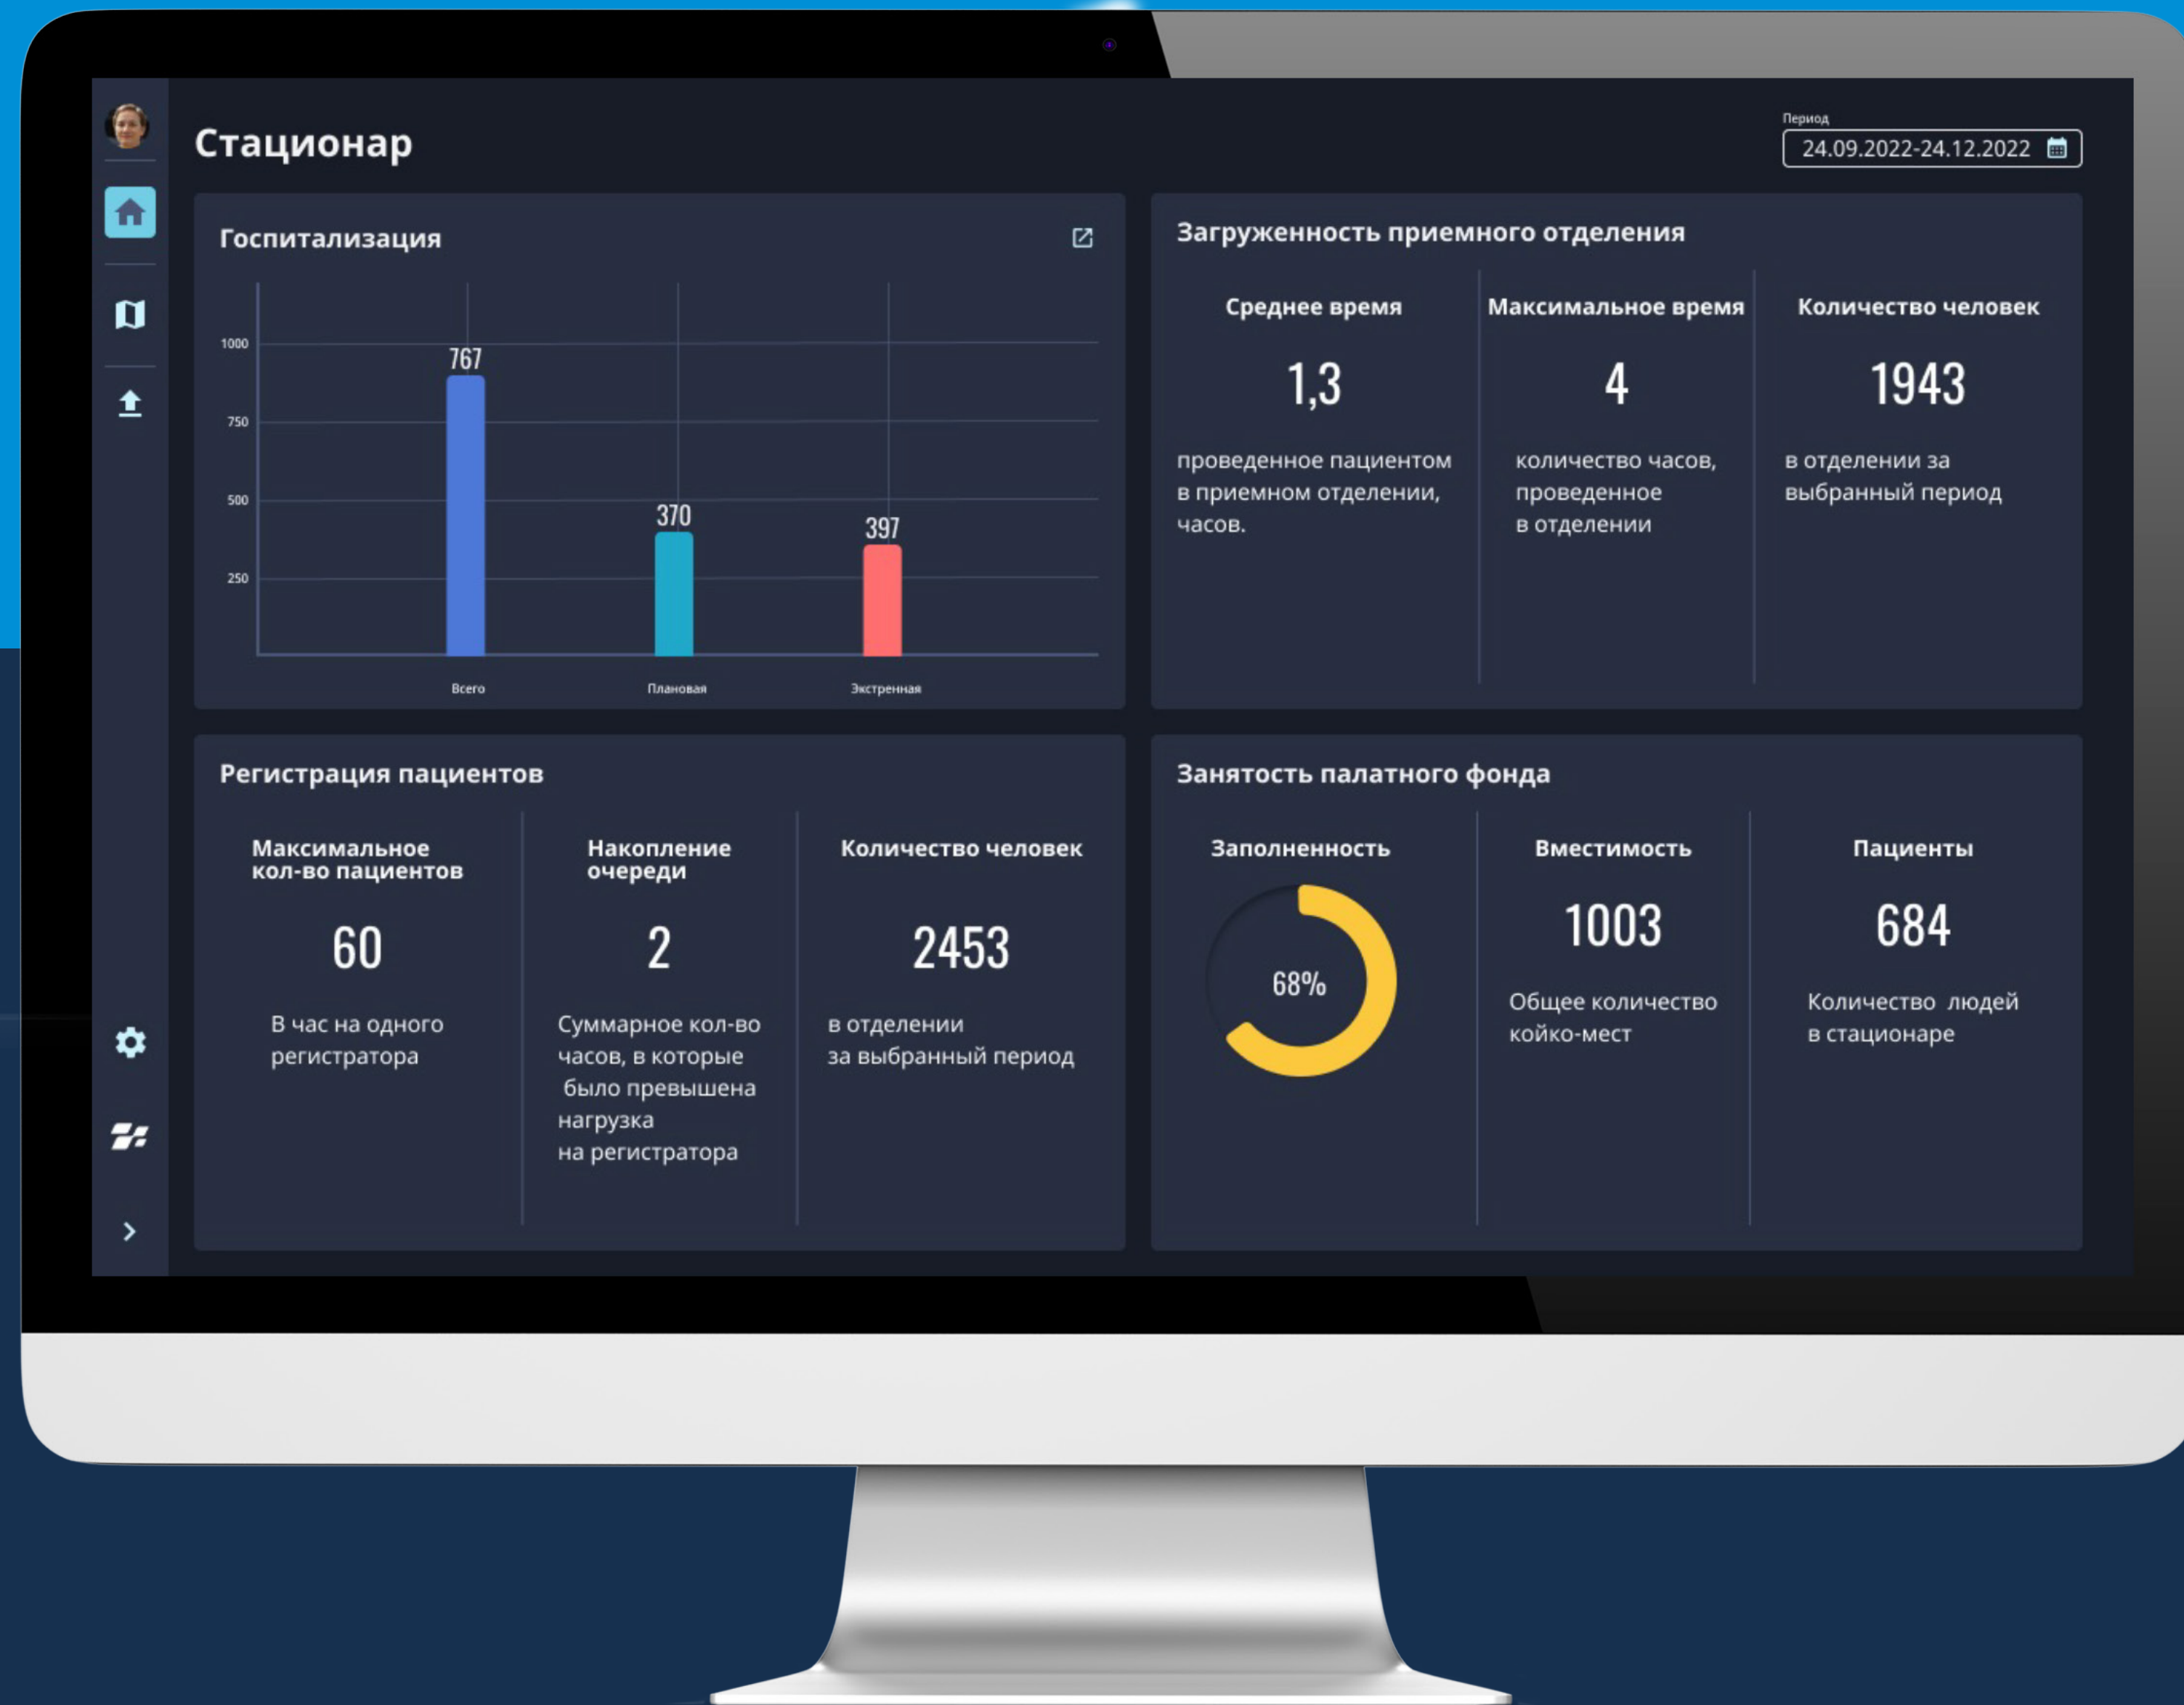 Стационар
Период
24.09.2022-24.12.2022
Госпитализация
1000
750
500
250
767
370
397
Всего
Плановая
Экстренная
Загруженность приемного отделения
Среднее время
1,3
проведенное пациентом
в приемном отделении,
часов.
Максимальное время
4
количество часов,
проведенное
в отделении
Количество человек
1943
в отделении за
выбранный период
Регистрация пациентов
Максимальное
кол-во пациентов
60
В час на одного
регистратора
Накопление
очереди
2
Суммарное кол-во
часов, в которые
было превышена
нагрузка
на регистратора
Количество человек
2453
в отделении
за выбранный период
Занятость палатного фонда
Заполненность
68%
Вместимость
1003
Общее количество
койко-мест
Пациенты
684
Количество людей
в стационаре